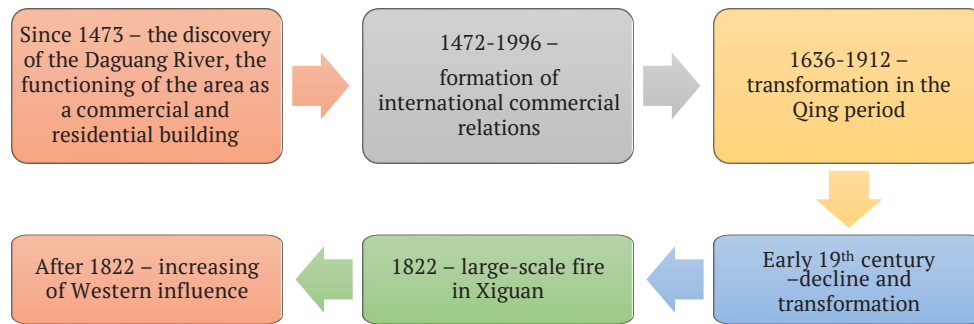 Since 1473 – the discovery
of the Daguang River, the
functioning of the area as
a commercial and
residential building
1472-1996 –
formation of
international commercial
relations
1636-1912 –
transformation in the
Qing period
Early 19th century
–decline and
transformation
1822 – large-scale fire
in Xiguan
After 1822 – increasing
of Western influence